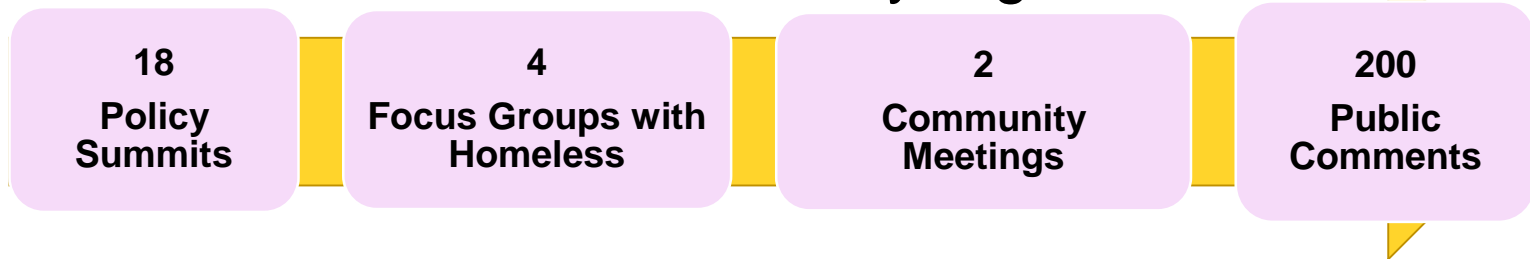 18
Policy
Summits
4
Focus Groups with
Homeless
2
Community
Meetings
200
Public
Comments